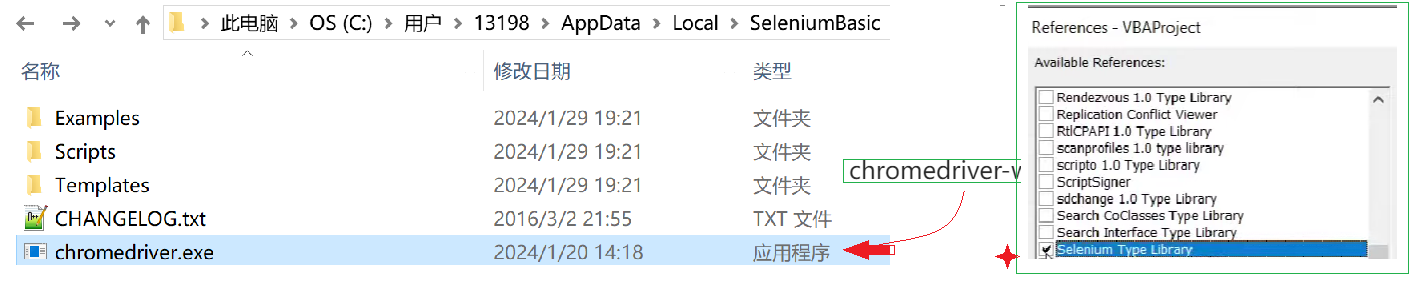 此电脑 > OS (C:) > 用户 > 13198 > AppData > Local > SeleniumBasic
名称 修改日期 类型
Examples 2024/1/29 19:21 文件夹
Scripts 2024/1/29 19:21 文件夹
Templates 2024/1/29 19:21 文件夹
CHANGELOG.txt 2016/3/2 21:55 TXT 文件
chromedriver.exe 2024/1/20 14:18 应用程序
chromedriver-w
References - VBAProject
Available References:
Rendezvous 1.0 Type Library
Replication Conflict Viewer
RtlCPAPI 1.0 Type Library
scanprofiles 1.0 type library
scripto 1.0 Type Library
ScriptSigner
sdchange 1.0 Type Library
Search CoClasses Type Library
Search Interface Type Library
Selenium Type Library